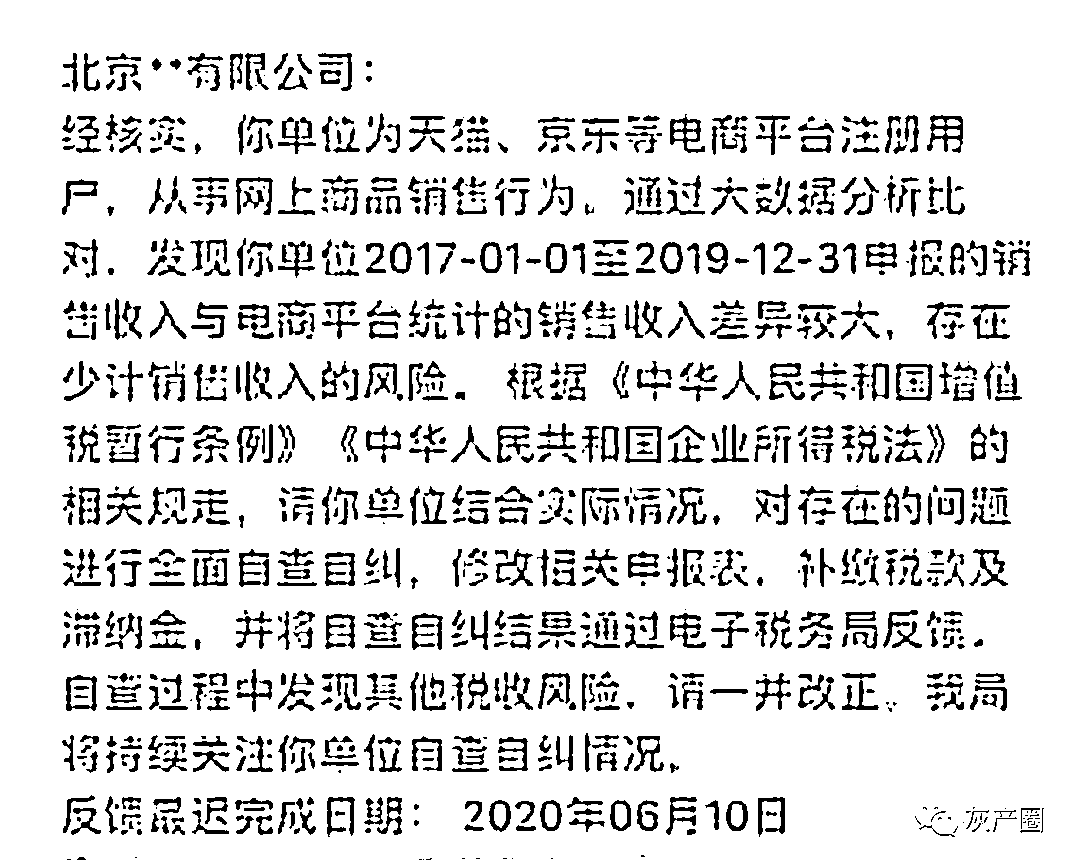 北京**有限公司：
经核实，你单位为天猫、京东等电商平台注册用
户，从事网上商品销售行为。通过大数据分析比
对，发现你单位2017-01-01至2019-12-31申报的销
售收入与电商平台统计的销售收入差异较大，存在
少计销售收入的风险。根据《中华人民共和国增值
税暂行条例》《中华人民共和国企业所得税法》的
相关规定，请你单位结合实际情况，对存在的问题
进行全面自查自纠，修改相关申报表，补缴税款及
滞纳金，并将自查自纠结果通过电子税务局反馈。
自查过程中发现其他税收风险，请一并改正。我局
将持续关注你单位自查自纠情况。
反馈最迟完成日期： 2020年06月10日
灰产圈